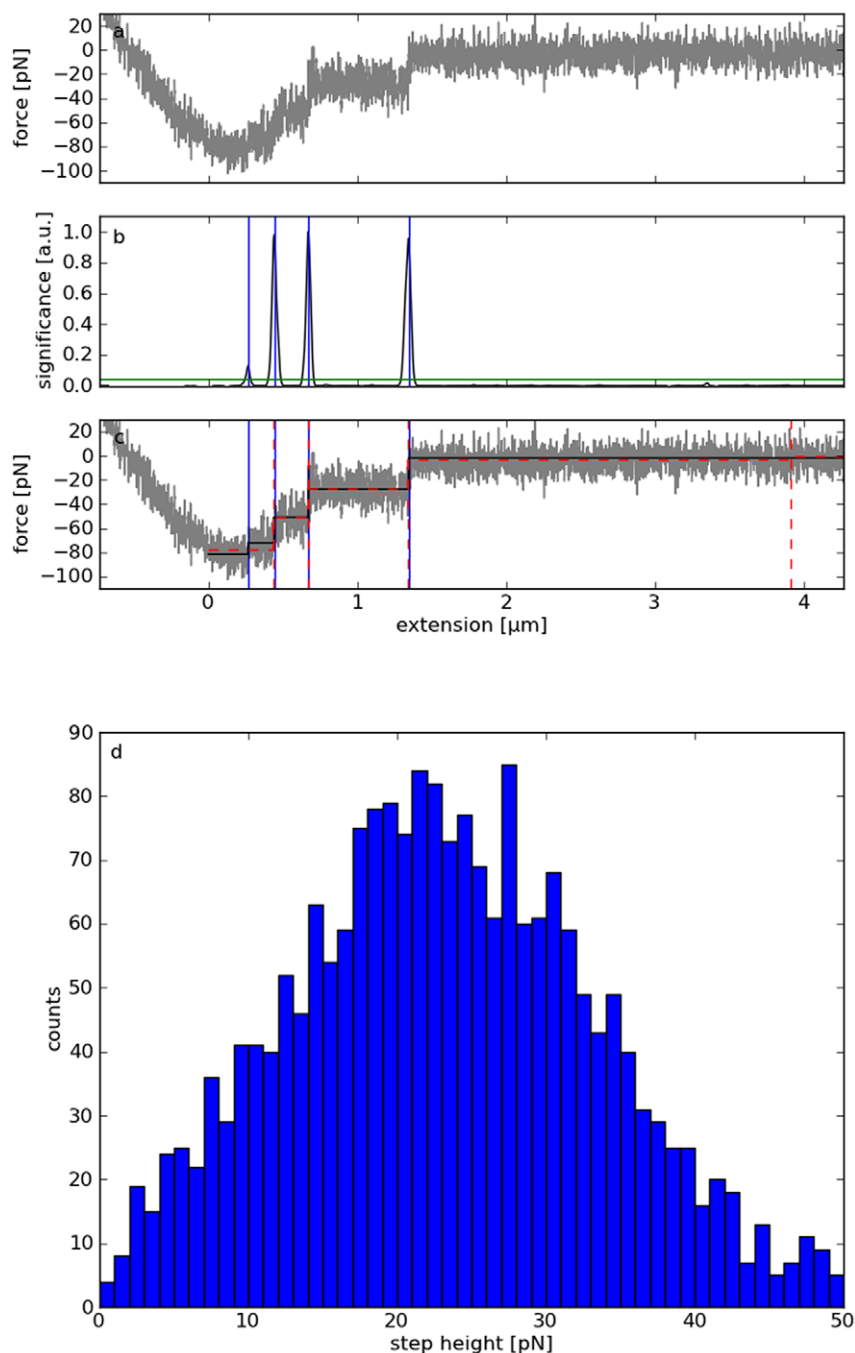 a
force [pN]
20
0
−20
−40
−60
−80
−100
b
significance [a.u.]
1.0
0.8
0.6
0.4
0.2
0.0
c
force [pN]
20
0
−20
−40
−60
−80
−100
0 1 2 3 4
extension [µm]
d
counts
90
80
70
60
50
40
30
20
10
0
0 10 20 30 40 50
step height [pN]